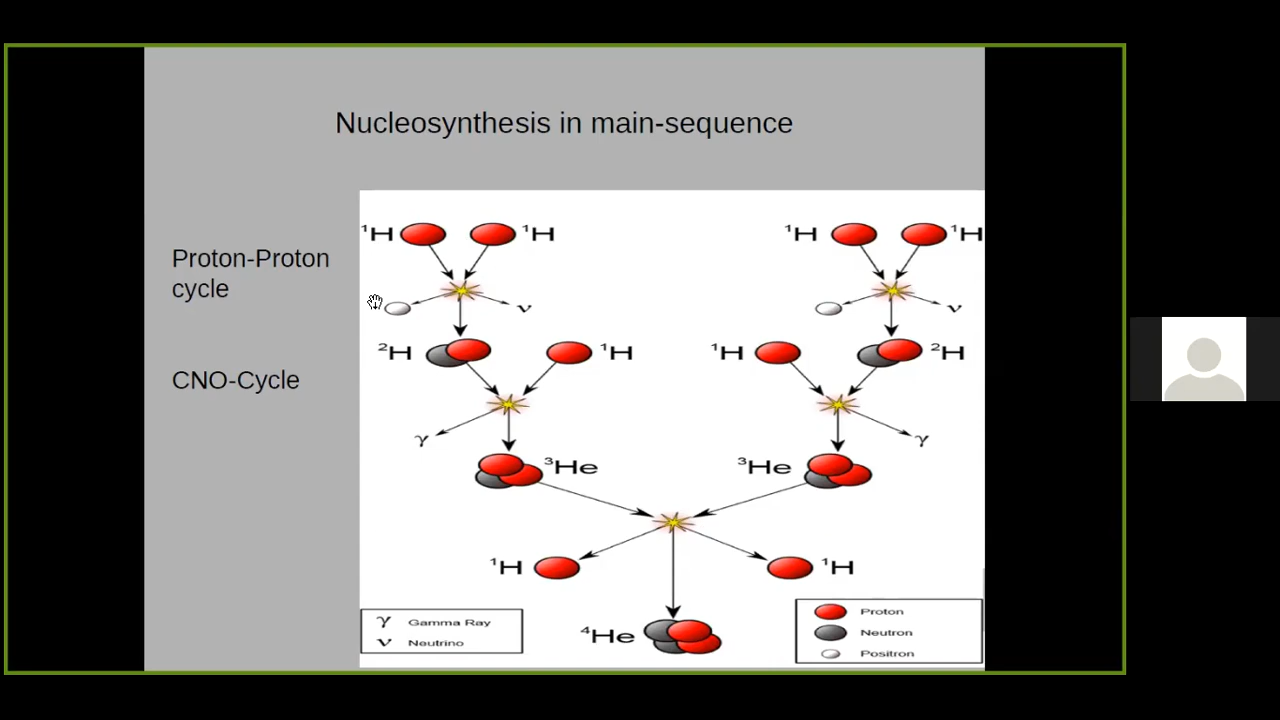 Nucleosynthesis in main-sequence
Proton-Proton
cycle
CNO-Cycle
¹H ¹H ¹H ¹H
ν ν
²H ¹H ¹H ²H
γ γ
³He ³He
¹H ¹H
⁴He
γ Gamma Ray
ν Neutrino
Proton
Neutron
Positron